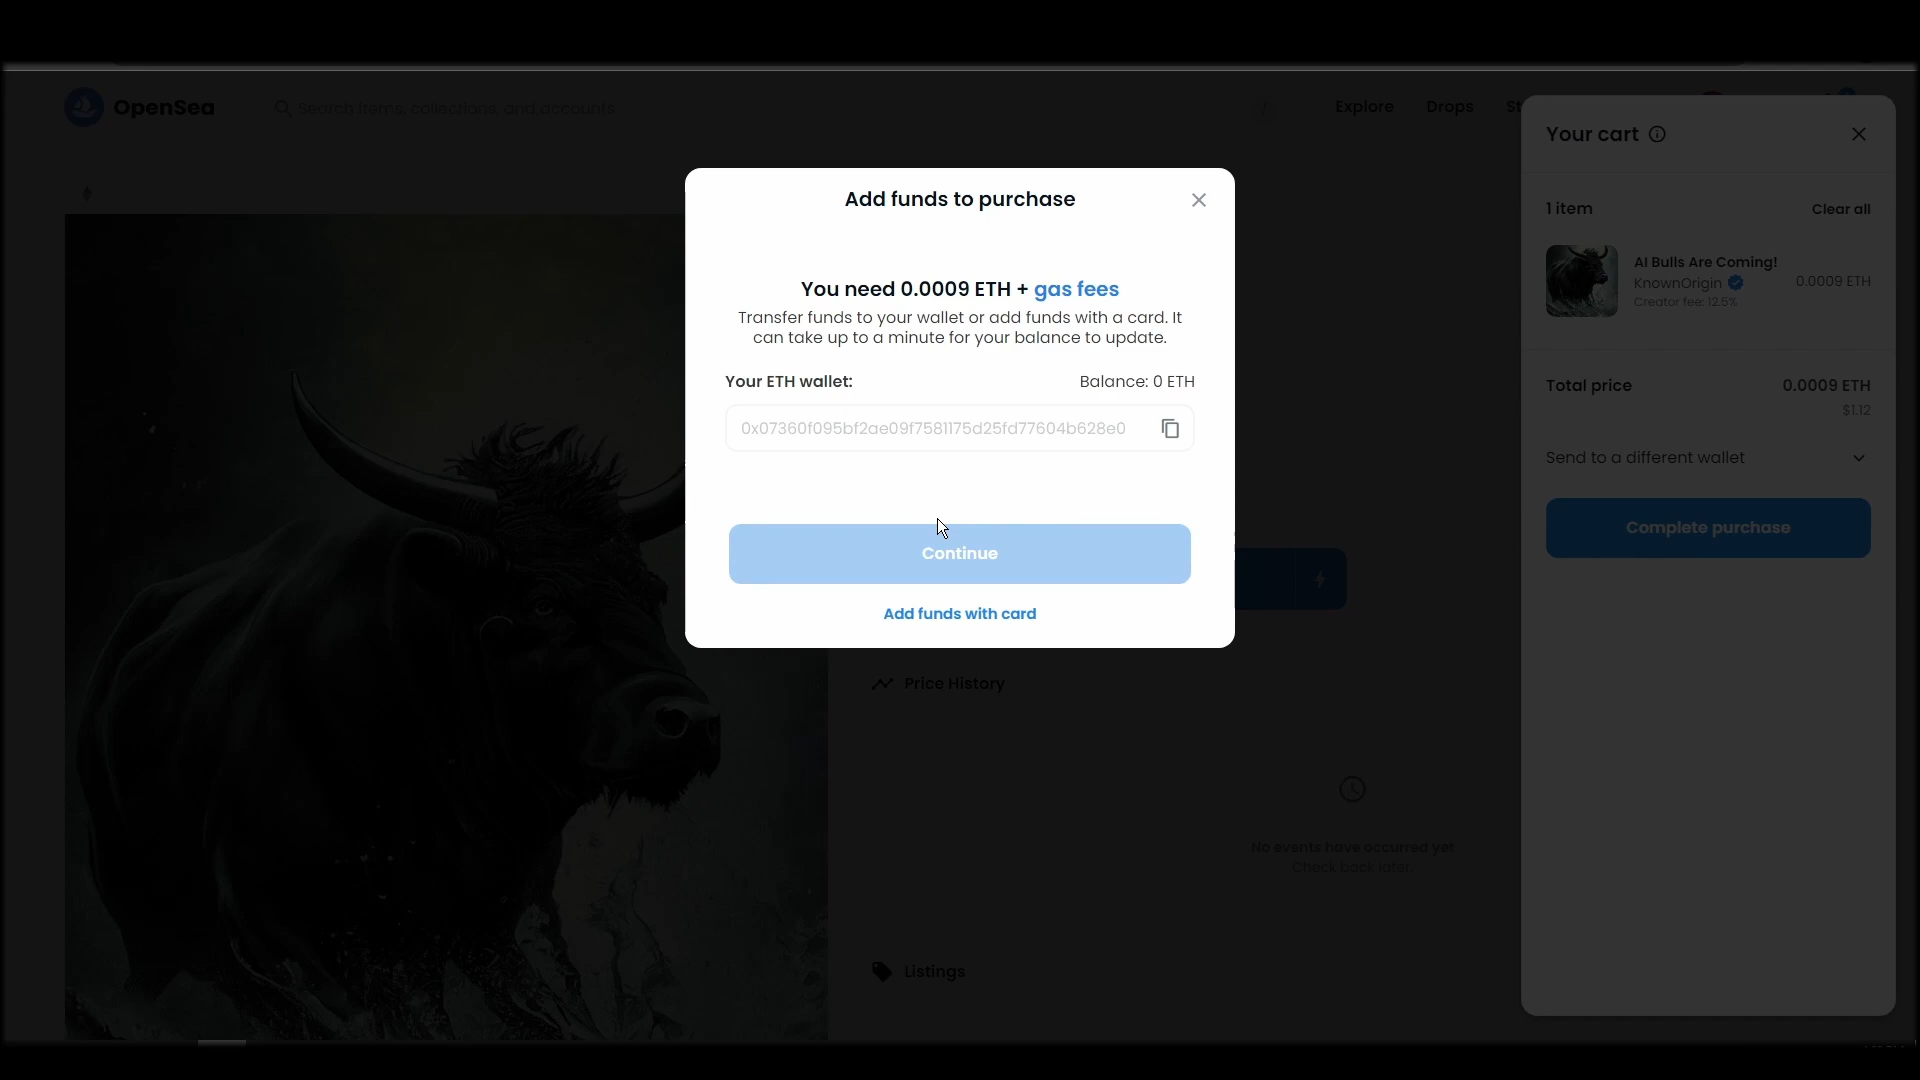 OpenSea
Search items, collections, and accounts
Explore
Drops
Add funds to purchase
You need 0.0009 ETH + gas fees
Transfer funds to your wallet or add funds with a card. It
can take up to a minute for your balance to update.
Your ETH wallet:
Balance: 0 ETH
0x07360f095bf2ae09f7581175d25fd77604b628e0
Continue
Add funds with card
Price History
No events have occurred yet
Check back later.
Listings
Your cart
1 item
Clear all
AI Bulls Are Coming!
KnownOrigin
Creator fee: 12.5%
0.0009 ETH
Total price
0.0009 ETH
$1.12
Send to a different wallet
Complete purchase